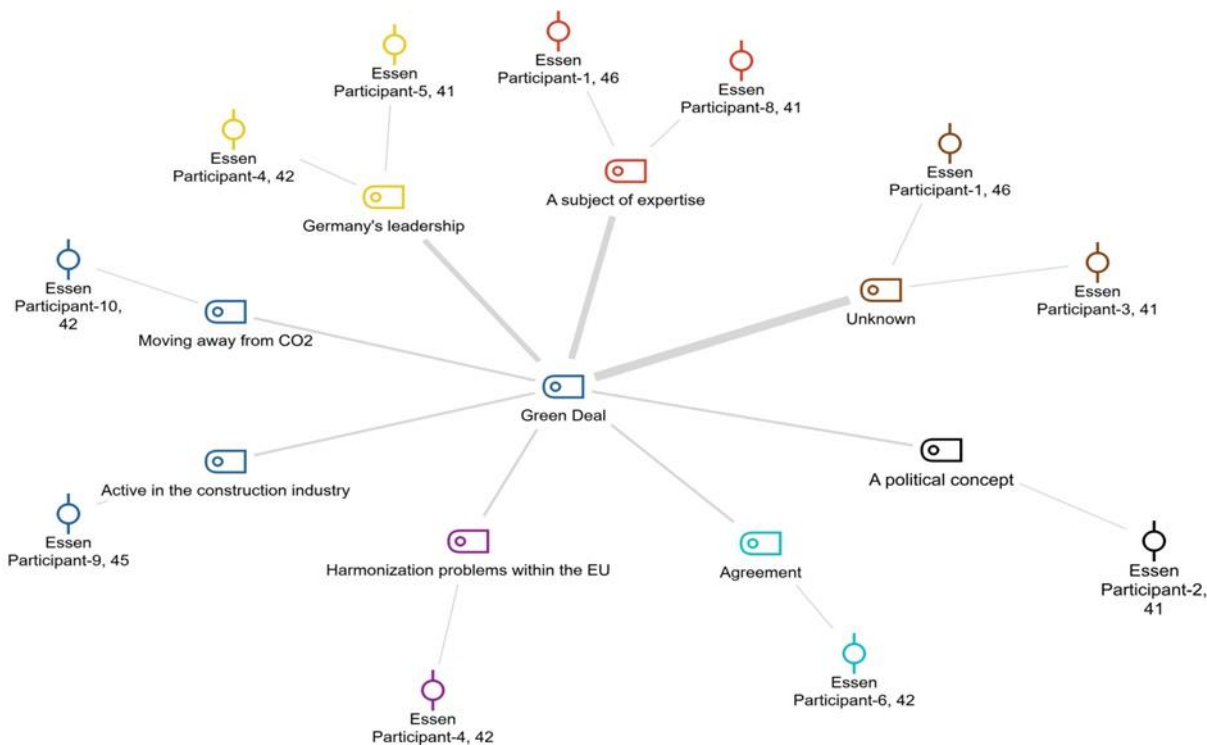 Essen
Participant-5, 41
Essen
Participant-1, 46
Essen
Participant-8, 41
Essen
Participant-4, 42
Germany's leadership
A subject of expertise
Essen
Participant-1, 46
Essen
Participant-10,
42
Moving away from CO2
Unknown
Essen
Participant-3, 41
Green Deal
Active in the construction industry
A political concept
Essen
Participant-9, 45
Harmonization problems within the EU
Agreement
Essen
Participant-2,
41
Essen
Participant-4, 42
Essen
Participant-6, 42